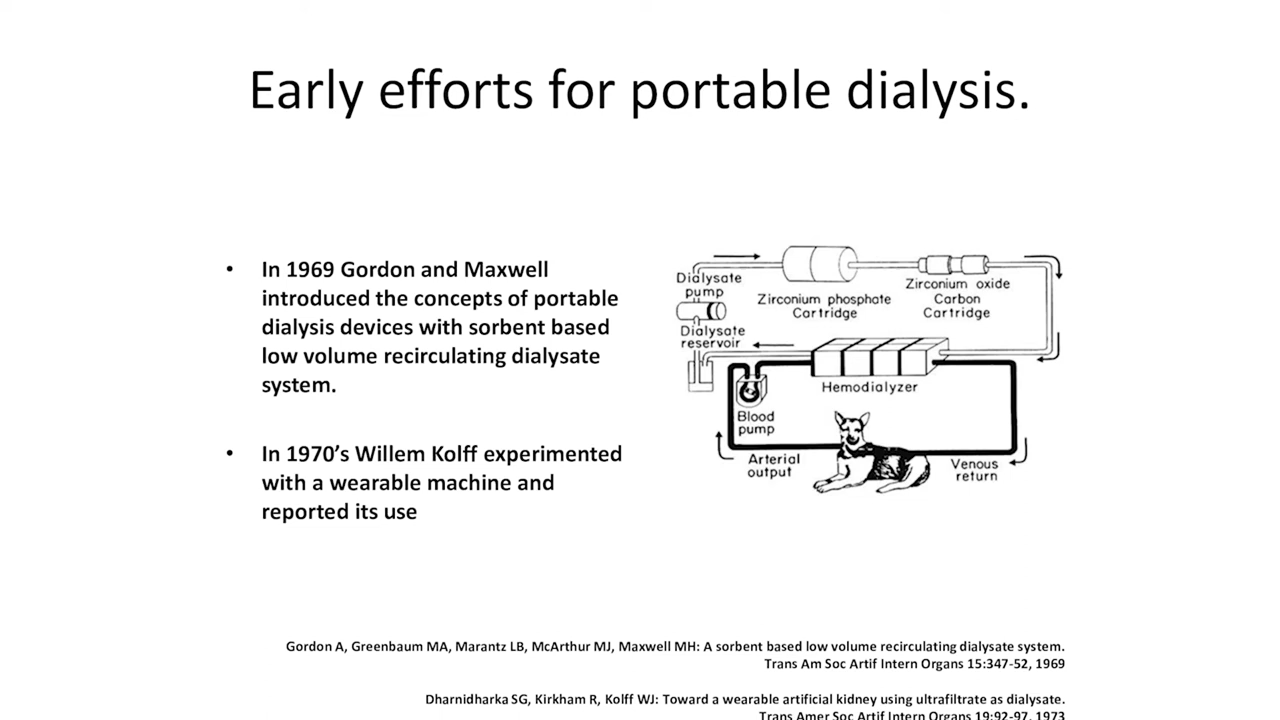 Early efforts for portable dialysis.
• In 1969 Gordon and Maxwell
introduced the concepts of portable
dialysis devices with sorbent based
low volume recirculating dialysate
system.
• In 1970’s Willem Kolff experimented
with a wearable machine and
reported its use
Dialysate
pump
Zirconium phosphate
Cartridge
Zirconium oxide
Carbon
Cartridge
Dialysate
reservoir
Hemodialyzer
Blood
pump
Arterial
output
Venous
return
Gordon A, Greenbaum MA, Marantz LB, McArthur MJ, Maxwell MH: A sorbent based low volume recirculating dialysate system.
Trans Am Soc Artif Intern Organs 15:347-52, 1969
Dharnidharka SG, Kirkham R, Kolff WJ: Toward a wearable artificial kidney using ultrafiltrate as dialysate.
Trans Amer Soc Artif Intern Organs 19:92-97, 1973